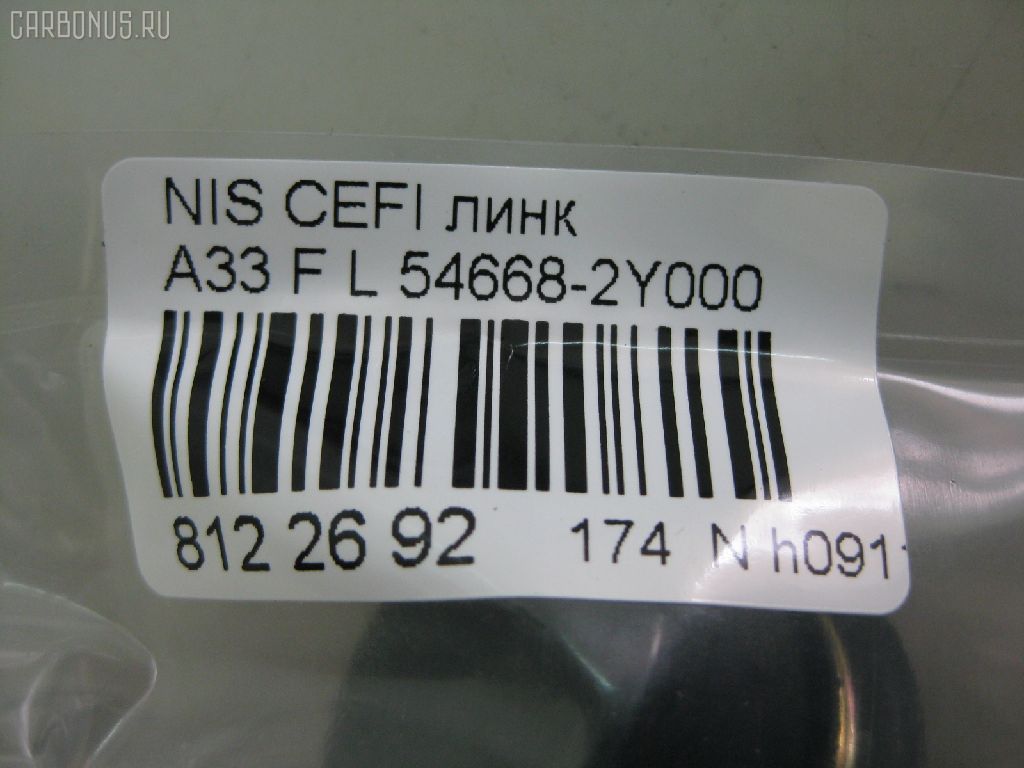 CARBONUS.RU
NIS CEFI линк
A33 F L 54668-2Y000
812 26 92 174 N h091